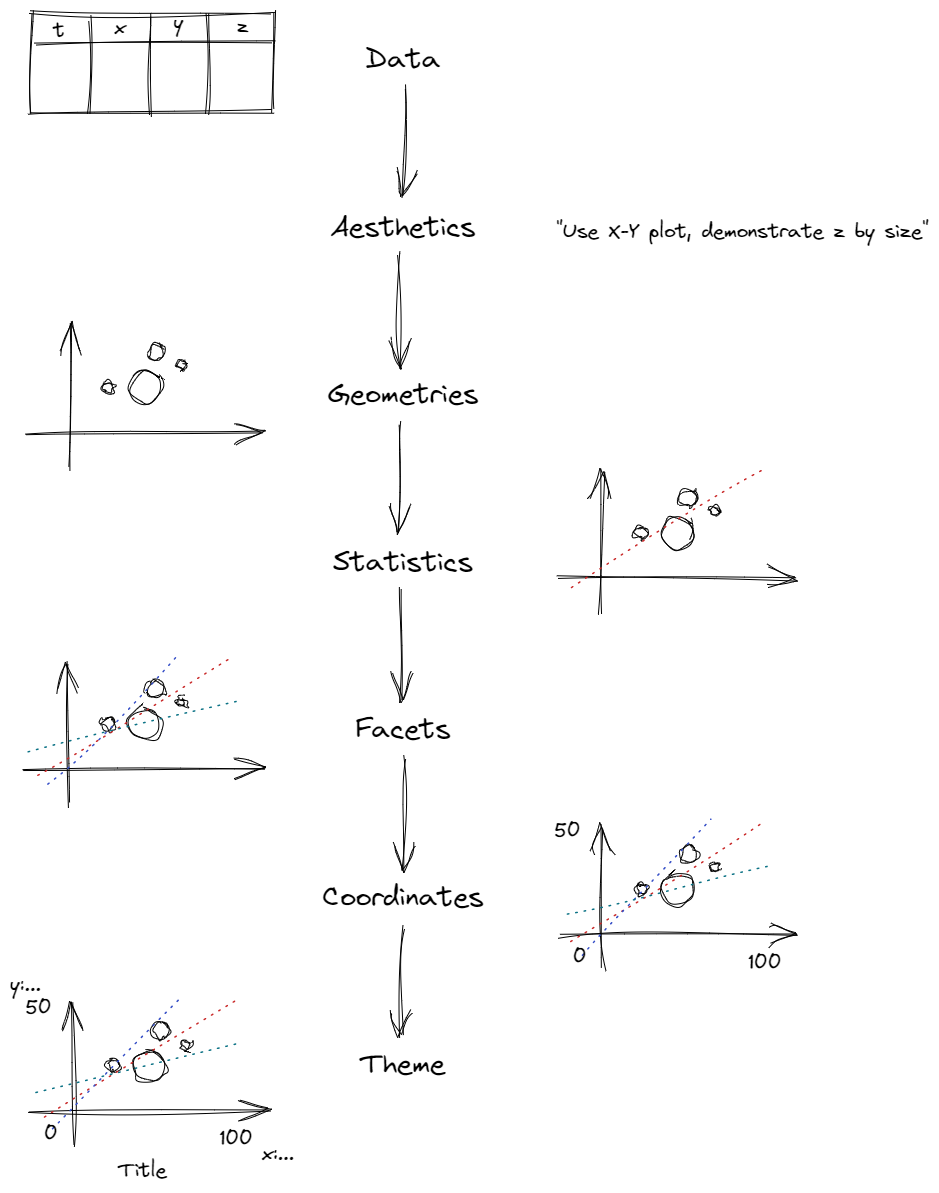 t x y z
Data
Aesthetics
"Use X-Y plot, demonstrate z by size"
Geometries
Statistics
Facets
50
Coordinates
0
100
y:...
50
Theme
0
100
x:...
Title